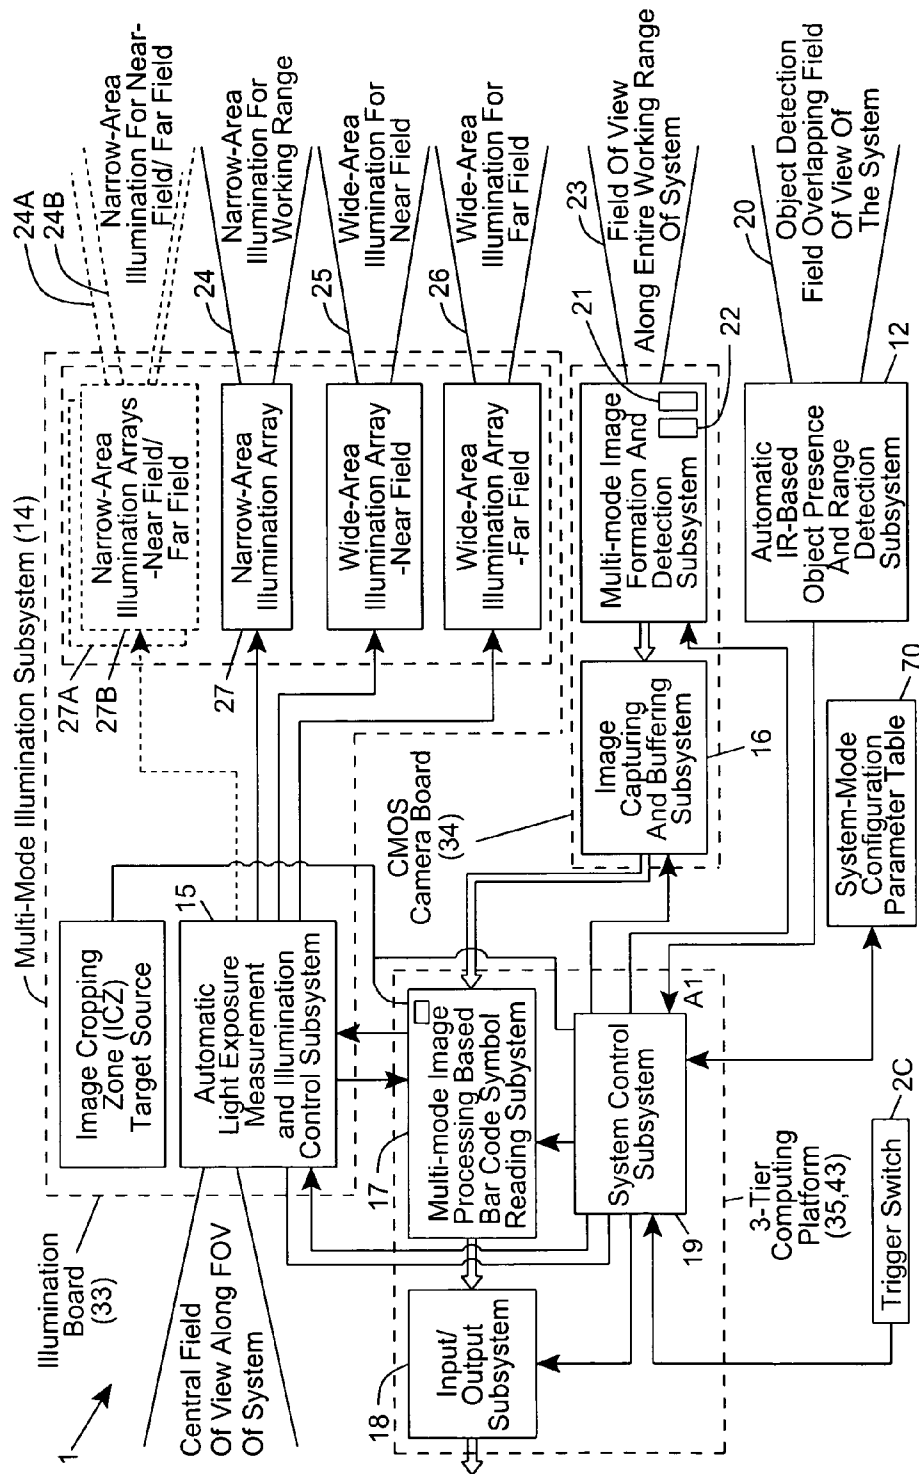 1
Illumination
Board
(33)
Multi-Mode Illumination Subsystem (14)
Central Field
Of View Along FOV
Of System
Image Cropping
Zone (ICZ)
Target Source
15
Automatic
Light Exposure
Measurement
and Illumination
Control Subsystem
27A
27B
Narrow-Area
Illumination Arrays
-Near Field/
Far Field
24A
24B
Narrow-Area
Illumination For Near-
Field/ Far Field
27
Narrow-Area
Illumination Array
24
Narrow-Area
Illumination For
Working Range
Wide-Area
Illumination Array
-Near Field
25
Wide-Area
Illumination For
Near Field
Wide-Area
Illumination Array
-Far Field
26
Wide-Area
Illumination For
Far Field
18
Input/
Output
Subsystem
17
Multi-mode Image
Processing Based
Bar Code Symbol
Reading Subsystem
CMOS
Camera Board
(34)
Image
Capturing
And Buffering
Subsystem
16
Multi-mode Image
Formation And
Detection
Subsystem
21
22
23
Field Of View
Along Entire Working Range
Of System
19
System Control
Subsystem
A1
Automatic
IR-Based
Object Presence
And Range
Detection
Subsystem
12
20
Object Detection
Field Overlapping Field
Of View Of
The System
3-Tier
Computing
Platform
(35,43)
Trigger Switch
2C
System-Mode
Configuration
Parameter Table
70